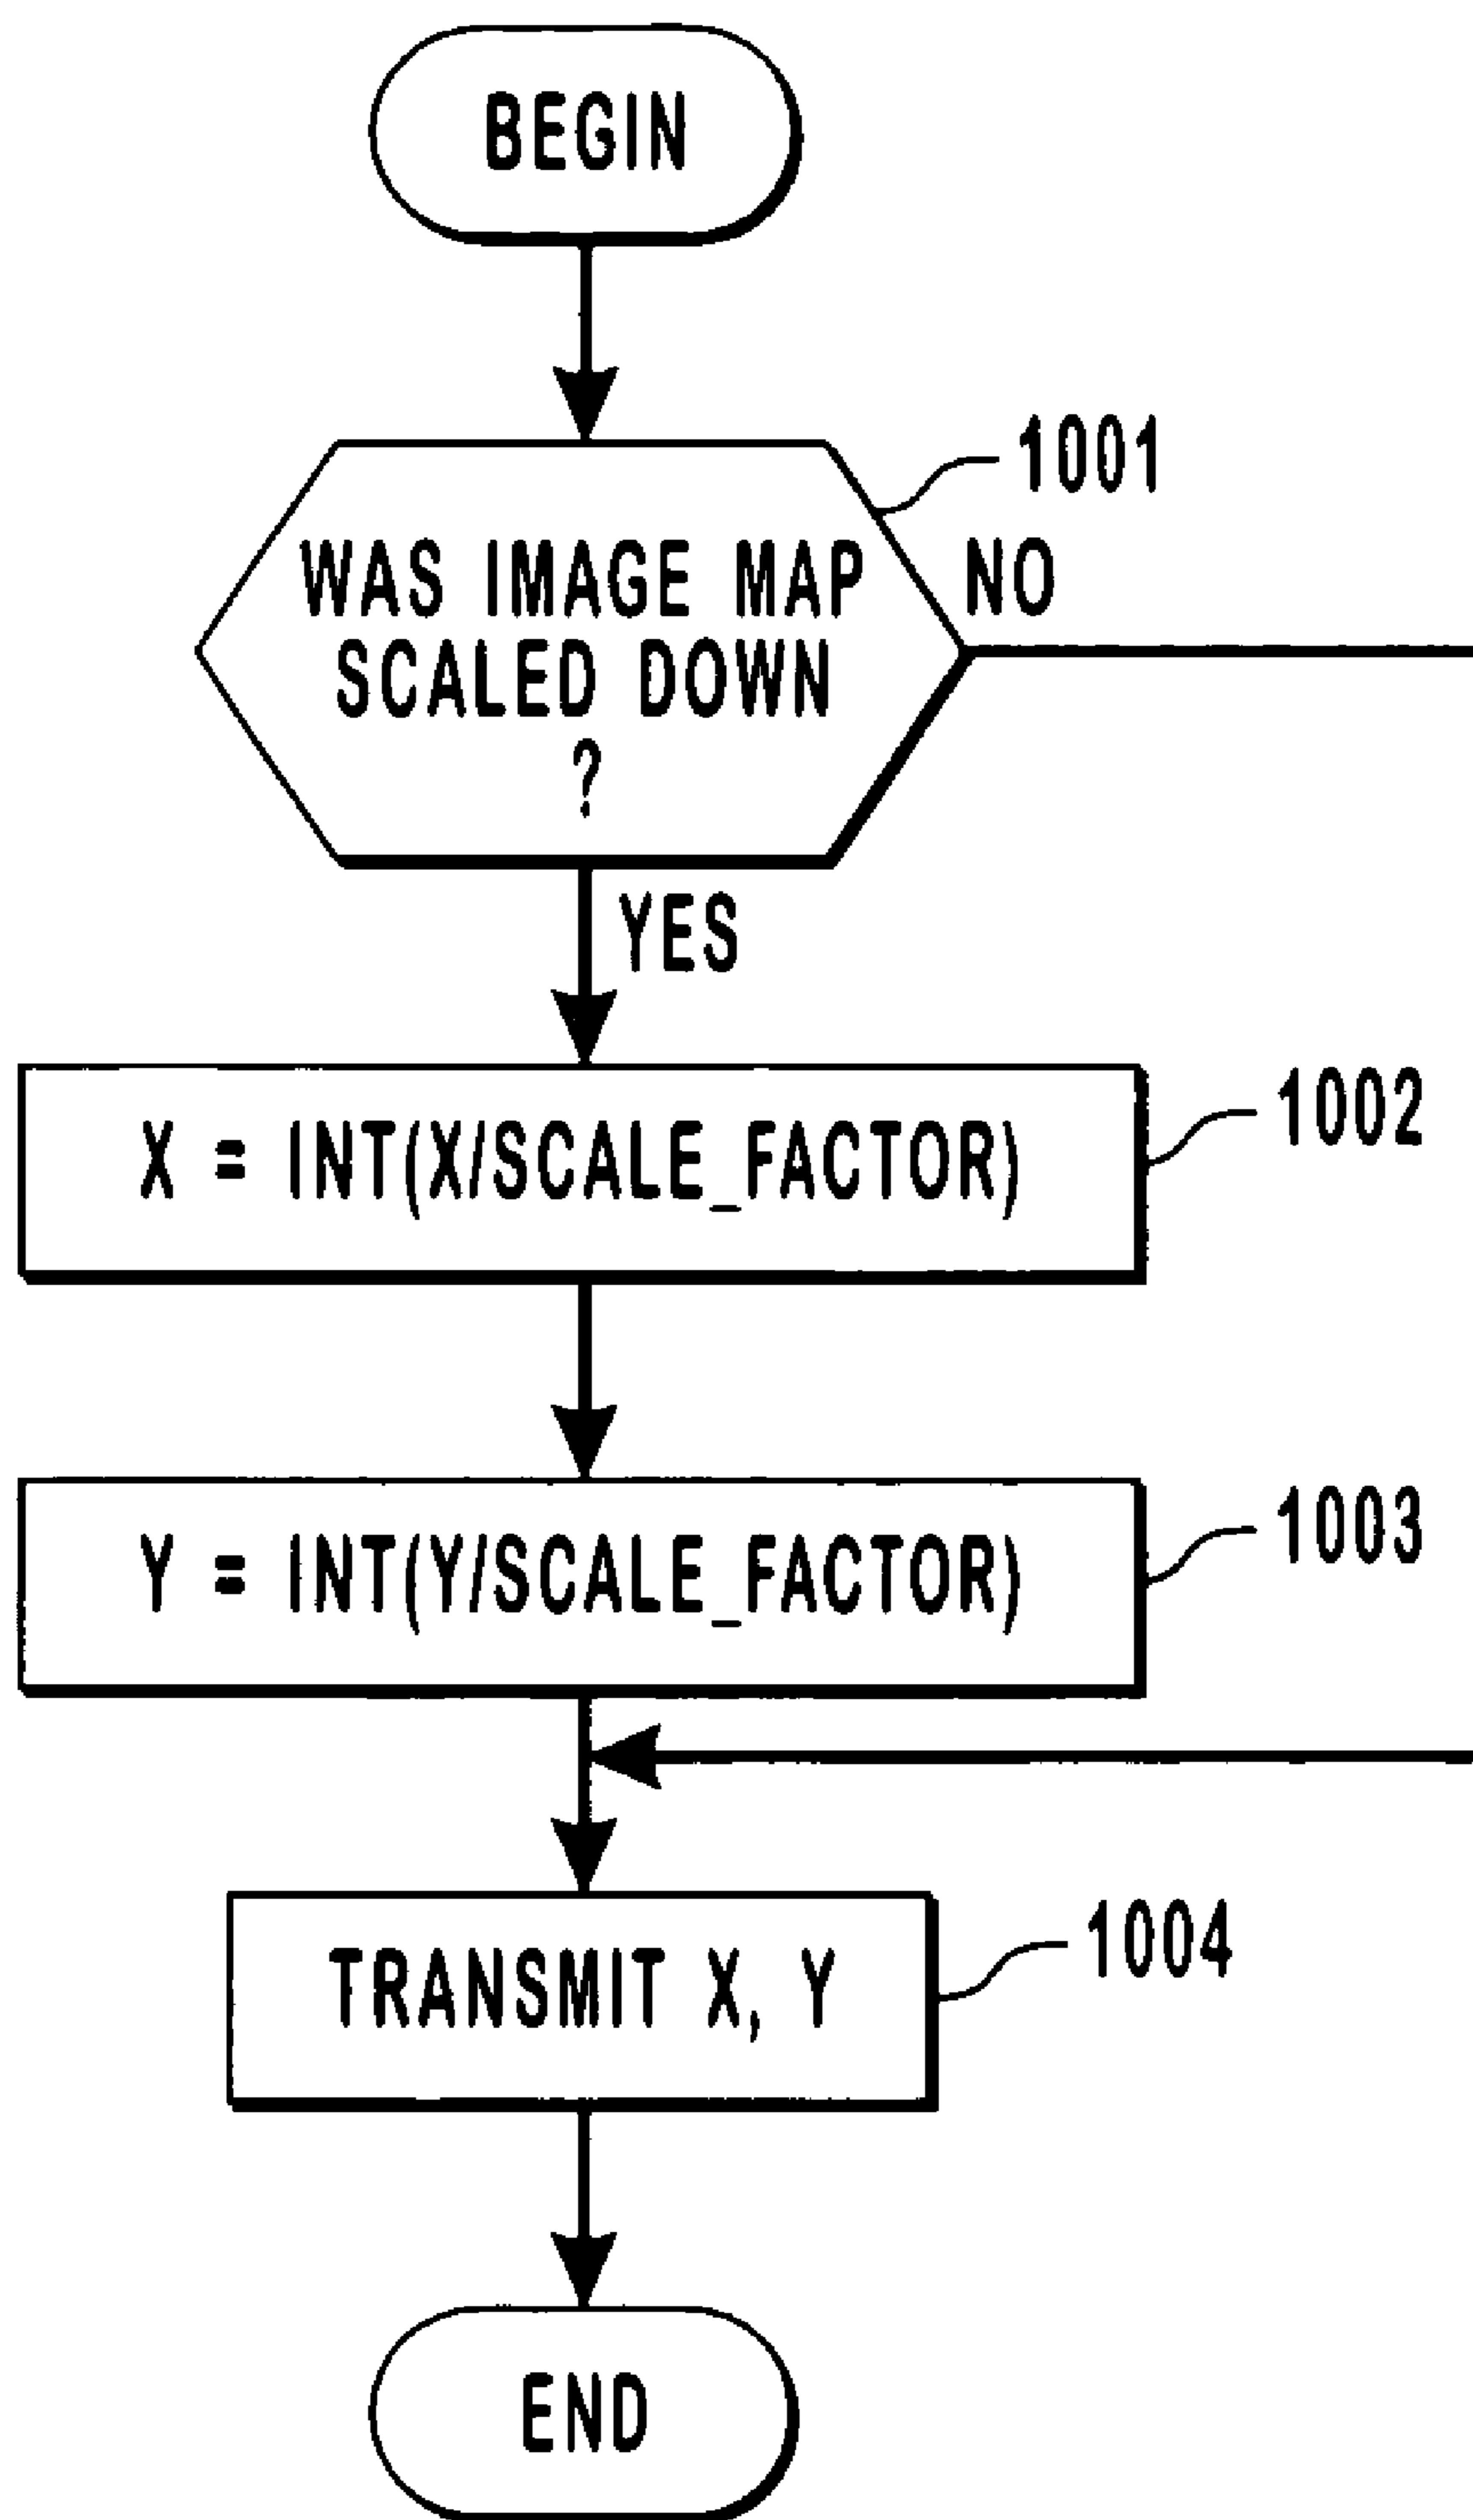 BEGIN
1001
WAS IMAGE MAP
SCALED DOWN
?
NO
YES
1002
X = INT(X/SCALE_FACTOR)
1003
Y = INT(Y/SCALE_FACTOR)
1004
TRANSMIT X, Y
END